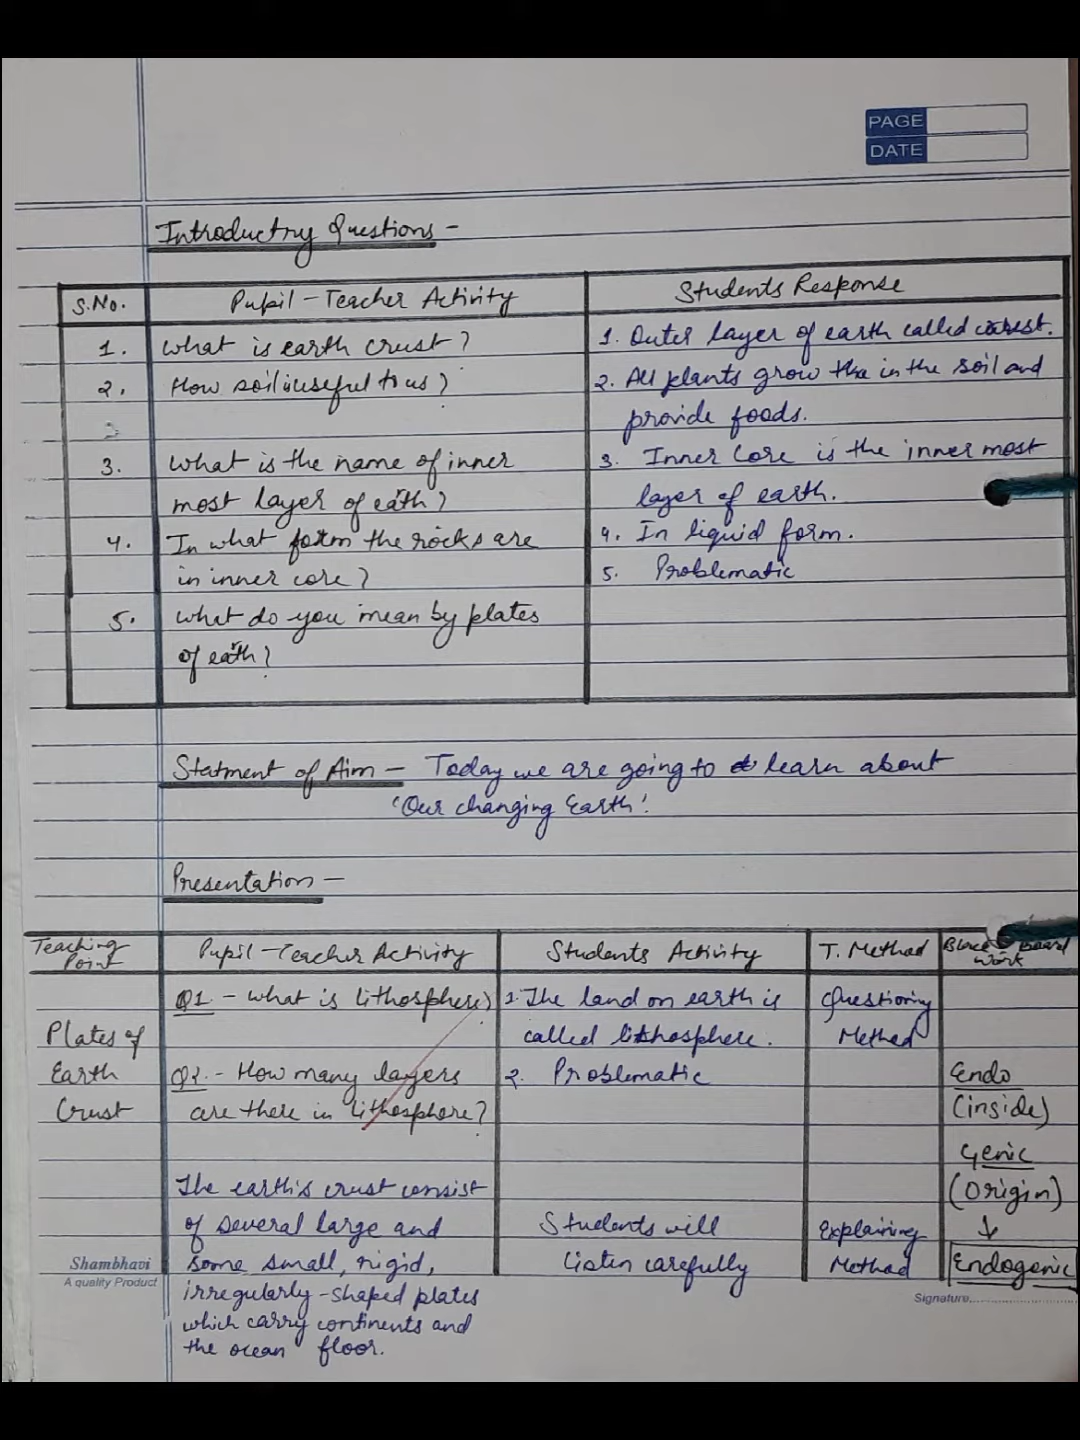 PAGE
DATE
Introductry Questions -
S.No. Pupil-Teacher Activity Students Response
1. What is earth crust? 1. Outer layer of earth called
2. How soil is useful to us? 2. All plants grow in the soil and
provide foods.
3. What is the name of inner 3. Inner Core is the inner most
most layer of earth? layer of earth.
4. In what form the rocks are 4. In liquid form.
in inner core? 5. Problematic
5. What do you mean by plates
of earth?
Statment of Aim - Today we are going to learn about
'Our changing Earth'.
Presentation -
Teaching Point Pupil-Teacher Activity Students Activity T. Method Black Board Work
Q1 - What is lithosphere? 1. The land on earth is Questioning
Plates of called lithosphere. Method
Earth Q2 - How many layers 2. Problematic Endo
Crust are there in lithosphere? (inside)
Genic
The earth's crust consist (Origin)
of several large and Students will Explaining ↓
some small, rigid, listen carefully Method Endogenic
irregularly-shaped plates
which carry continents and
the ocean floor.
Shambhavi
A quality Product
Signature